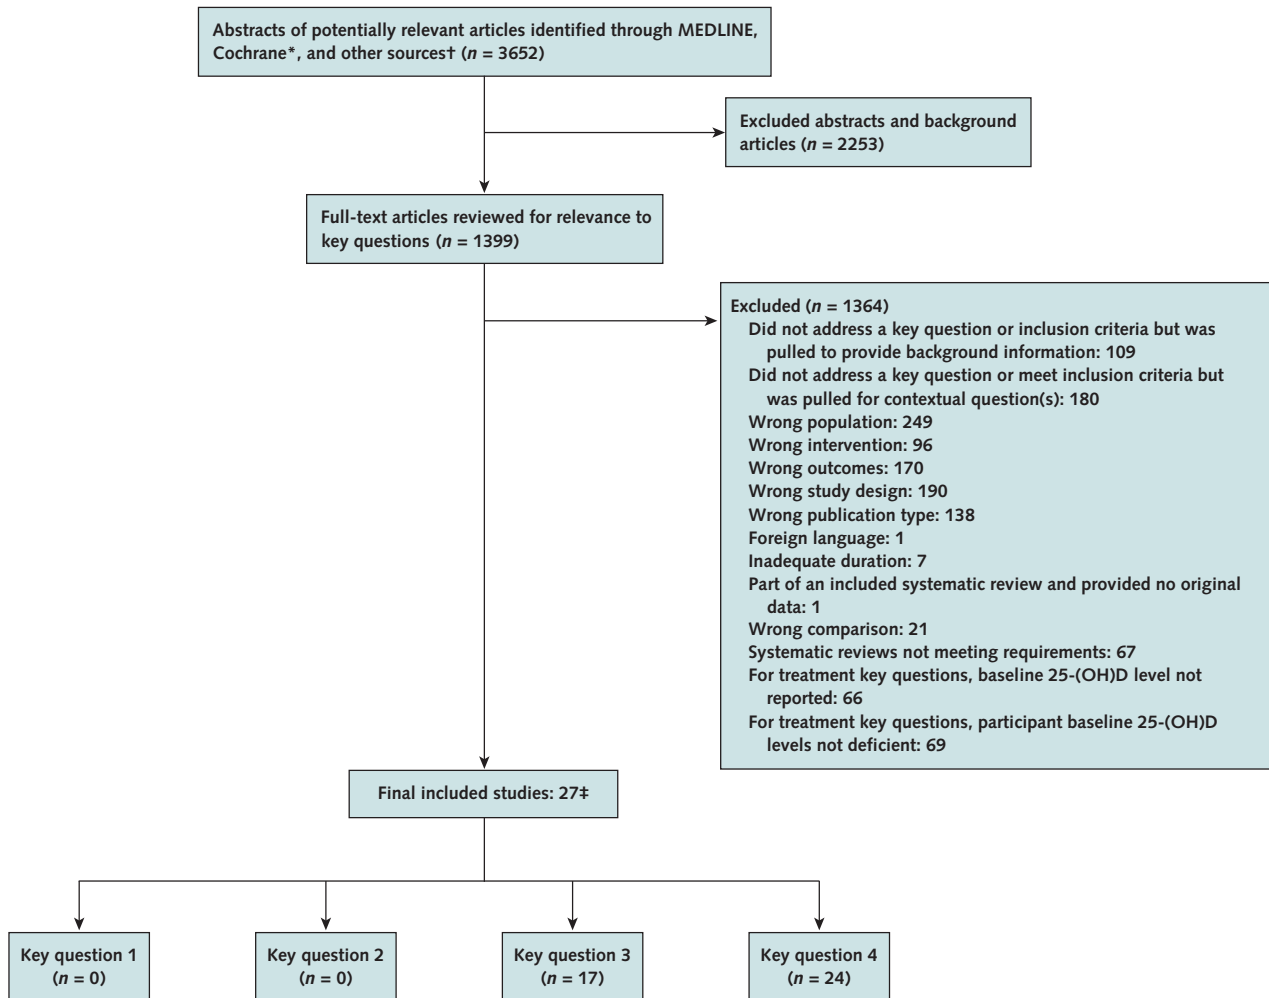 Abstracts of potentially relevant articles identified through MEDLINE,
Cochrane*, and other sources† (n = 3652)
Excluded abstracts and background
articles (n = 2253)
Full-text articles reviewed for relevance to
key questions (n = 1399)
Excluded (n = 1364)
Did not address a key question or inclusion criteria but was
pulled to provide background information: 109
Did not address a key question or meet inclusion criteria but
was pulled for contextual question(s): 180
Wrong population: 249
Wrong intervention: 96
Wrong outcomes: 170
Wrong study design: 190
Wrong publication type: 138
Foreign language: 1
Inadequate duration: 7
Part of an included systematic review and provided no original
data: 1
Wrong comparison: 21
Systematic reviews not meeting requirements: 67
For treatment key questions, baseline 25-(OH)D level not
reported: 66
For treatment key questions, participant baseline 25-(OH)D
levels not deficient: 69
Final included studies: 27‡
Key question 1
(n = 0)
Key question 2
(n = 0)
Key question 3
(n = 17)
Key question 4
(n = 24)